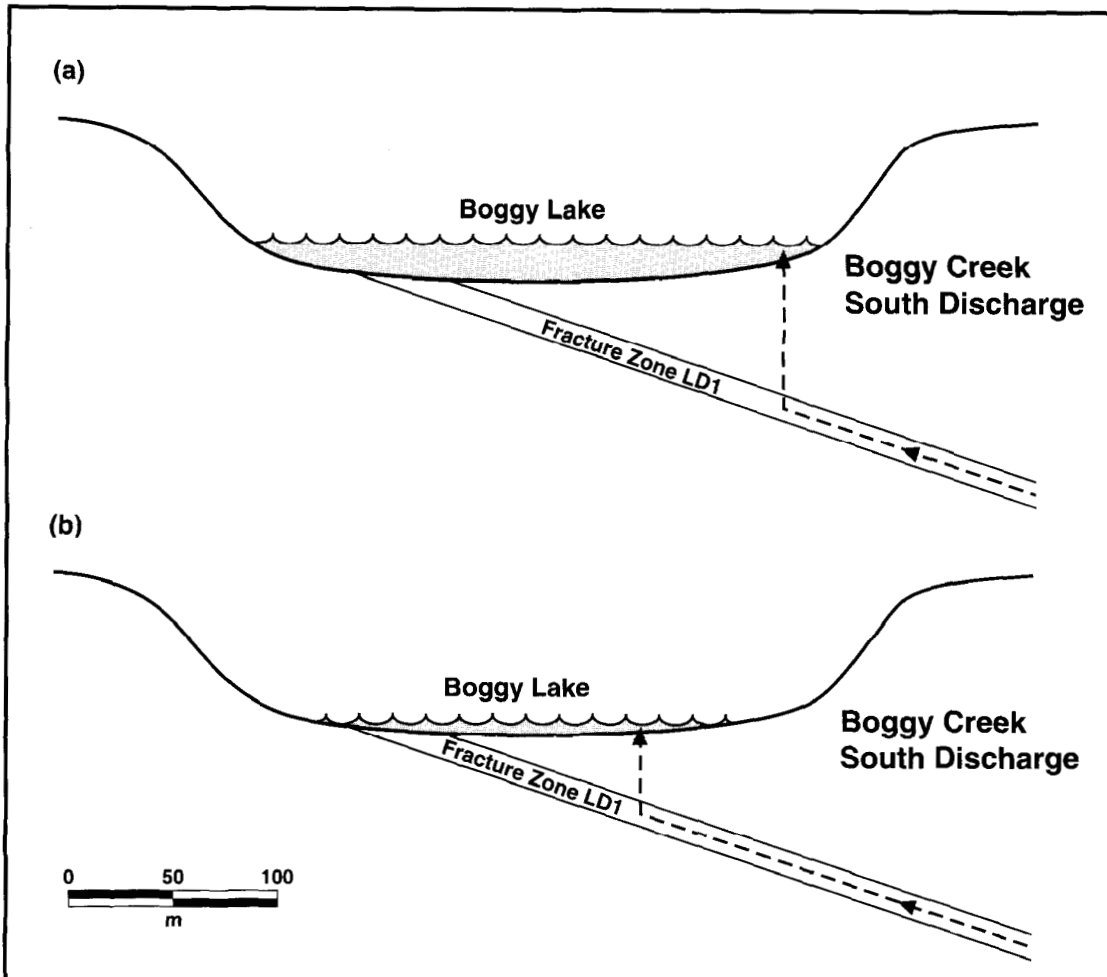 (a)
Boggy Lake
Boggy Creek
South Discharge
Fracture Zone LD1
(b)
Boggy Lake
Boggy Creek
South Discharge
Fracture Zone LD1
0 50 100
m